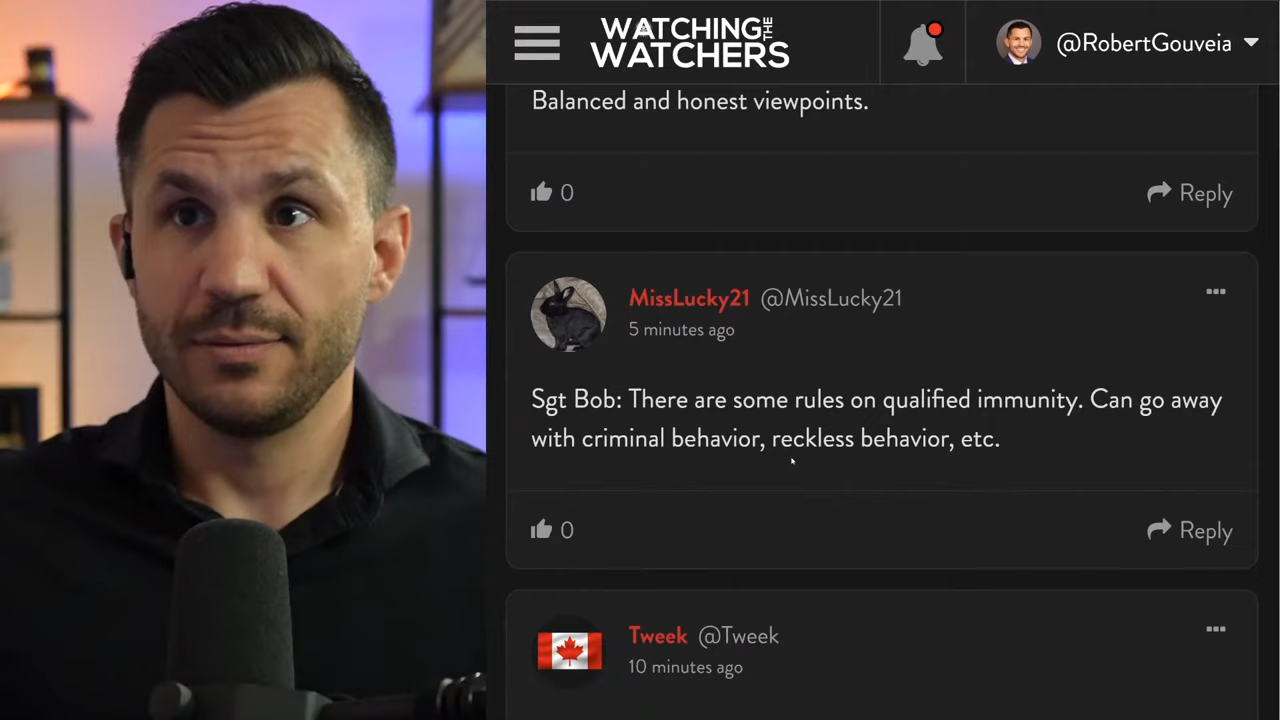 WATCHING THE
WATCHERS
@RobertGouveia
Balanced and honest viewpoints.
0
Reply
MissLucky21 @MissLucky21
5 minutes ago
Sgt Bob: There are some rules on qualified immunity. Can go away
with criminal behavior, reckless behavior, etc.
0
Reply
Tweek @Tweek
10 minutes ago